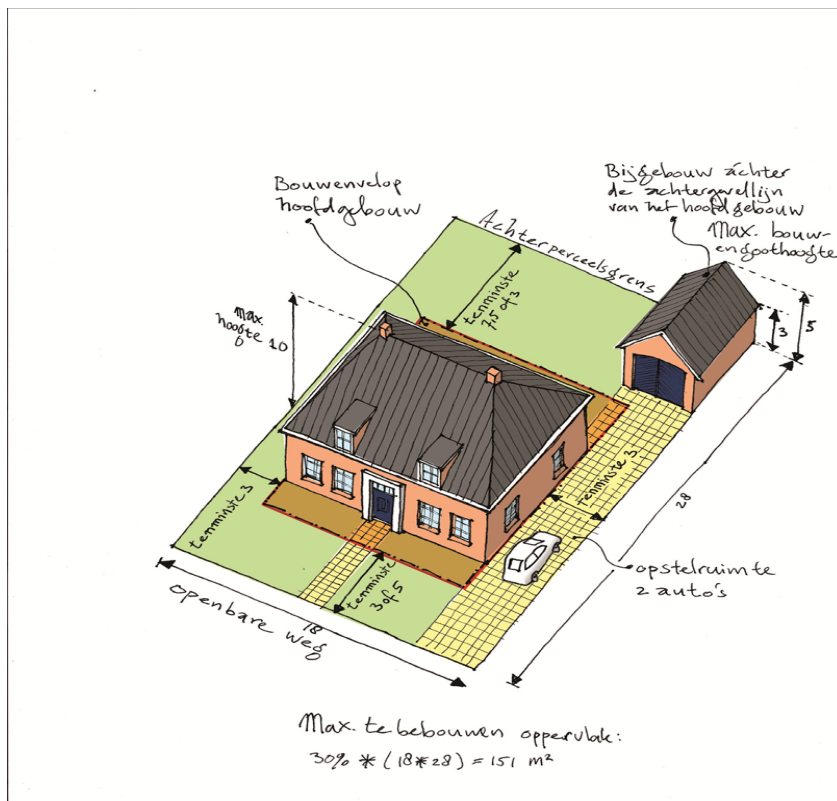 Bouwenvelop
hoofdgebouw
Bijgebouw áchter
de achtergevellijn
van het hoofdgebouw
Max. bouw-
en goothoogte
Achterperceelsgrens
tenminste
7.5 of 3
Max.
hoogte 10
3
5
tenminste 3
tenminste 3
28
opstelruimte
2 auto's
tenminste
3 of 5
18
openbare weg
Max. te bebouwen oppervlak:
30% * (18*28) = 151 m²